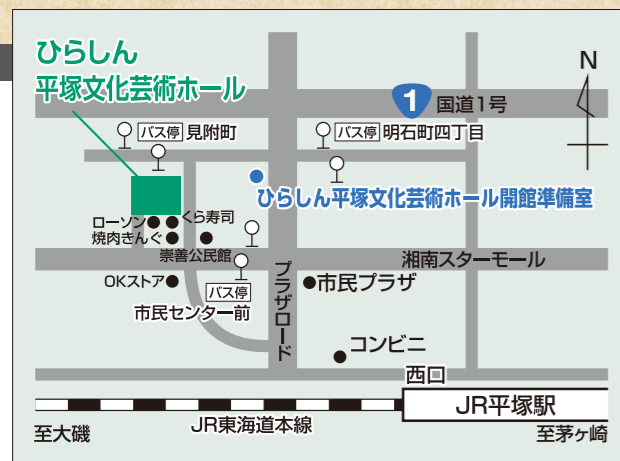 ひらしん
平塚文化芸術ホール
N
1
国道1号
バス停 見附町
バス停 明石町四丁目
ひらしん平塚文化芸術ホール開館準備室
ローソン
くら寿司
焼肉きんぐ
崇善公民館
湘南スターモール
OKストア
バス停
市民センター前
プラザロード
市民プラザ
コンビニ
西口
JR平塚駅
JR東海道本線
至大磯
至茅ヶ崎